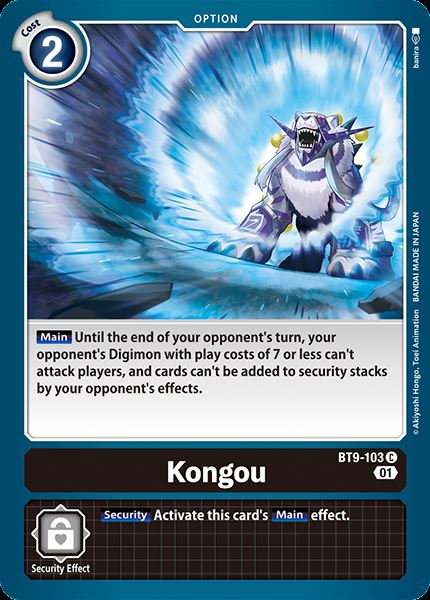 OPTION
Cost
2
banira
© Akiyoshi Hongo, Toei Animation BANDAI MADE IN JAPAN
Main Until the end of your opponent's turn, your
opponent's Digimon with play costs of 7 or less can't
attack players, and cards can't be added to security stacks
by your opponent's effects.
BT9-103 C
Kongou
01
Security Activate this card's Main effect.
Security Effect